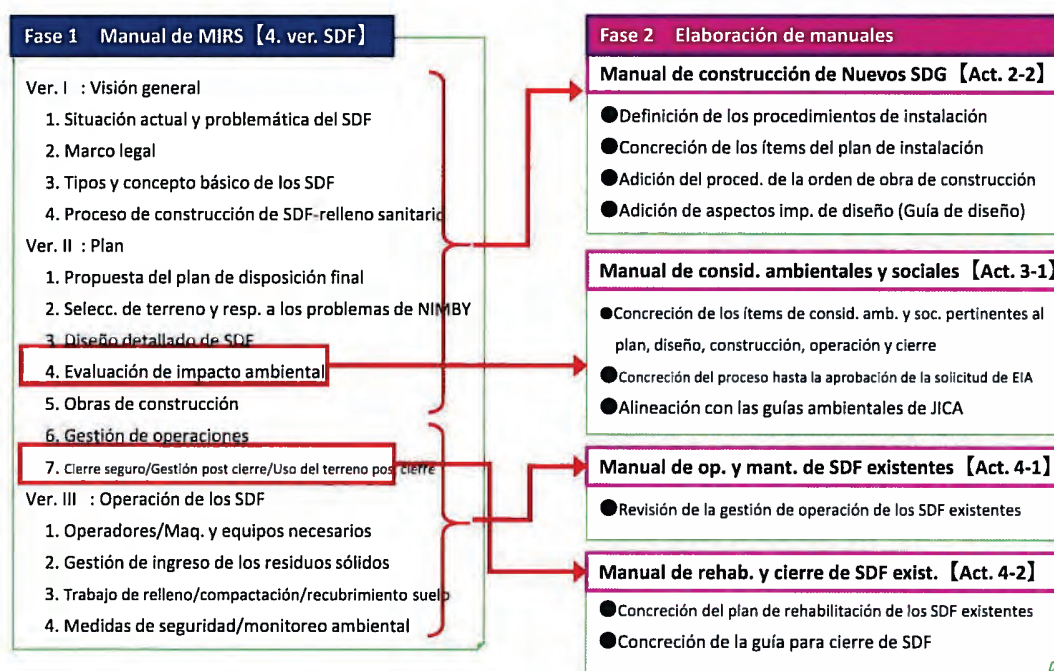 Fase 1 Manual de MIRS【4. ver. SDF】
Ver. I : Visión general
1. Situación actual y problemática del SDF
2. Marco legal
3. Tipos y concepto básico de los SDF
4. Proceso de construcción de SDF-relleno sanitario
Ver. II : Plan
1. Propuesta del plan de disposición final
2. Selecc. de terreno y resp. a los problemas de NIMBY
3. Diseño detallado de SDF
4. Evaluación de impacto ambiental
5. Obras de construcción
6. Gestión de operaciones
7. Cierre seguro/Gestión post cierre/Uso del terreno pos cierre
Ver. III : Operación de los SDF
1. Operadores/Maq. y equipos necesarios
2. Gestión de ingreso de los residuos sólidos
3. Trabajo de relleno/compactación/recubrimiento suelo
4. Medidas de seguridad/monitoreo ambiental
Fase 2 Elaboración de manuales
Manual de construcción de Nuevos SDG【Act. 2-2】
●Definición de los procedimientos de instalación
●Concreción de los ítems del plan de instalación
●Adición del proced. de la orden de obra de construcción
●Adición de aspectos imp. de diseño (Guía de diseño)
Manual de consid. ambientales y sociales【Act. 3-1】
●Concreción de los ítems de consid. amb. y soc. pertinentes al
plan, diseño, construcción, operación y cierre
●Concreción del proceso hasta la aprobación de la solicitud de EIA
●Alineación con las guías ambientales de JICA
Manual de op. y mant. de SDF existentes【Act. 4-1】
●Revisión de la gestión de operación de los SDF existentes
Manual de rehab. y cierre de SDF exist.【Act. 4-2】
●Concreción del plan de rehabilitación de los SDF existentes
●Concreción de la guía para cierre de SDF